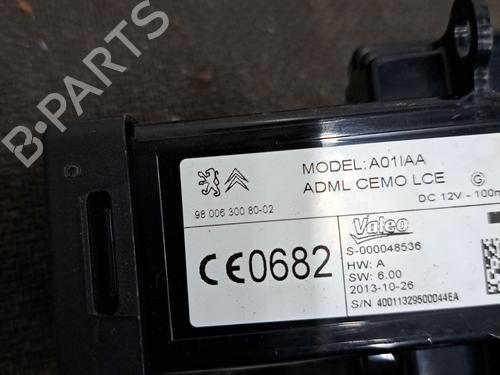 B-PARTS
MODEL: A01IAA
ADML CEMO LCE
G
DC 12V - 100m
98 006 300 80-02
CE0682
Valeo
S-000048536
HW: A
SW: 6.00
2013-10-26
S/N 40011329500044EA